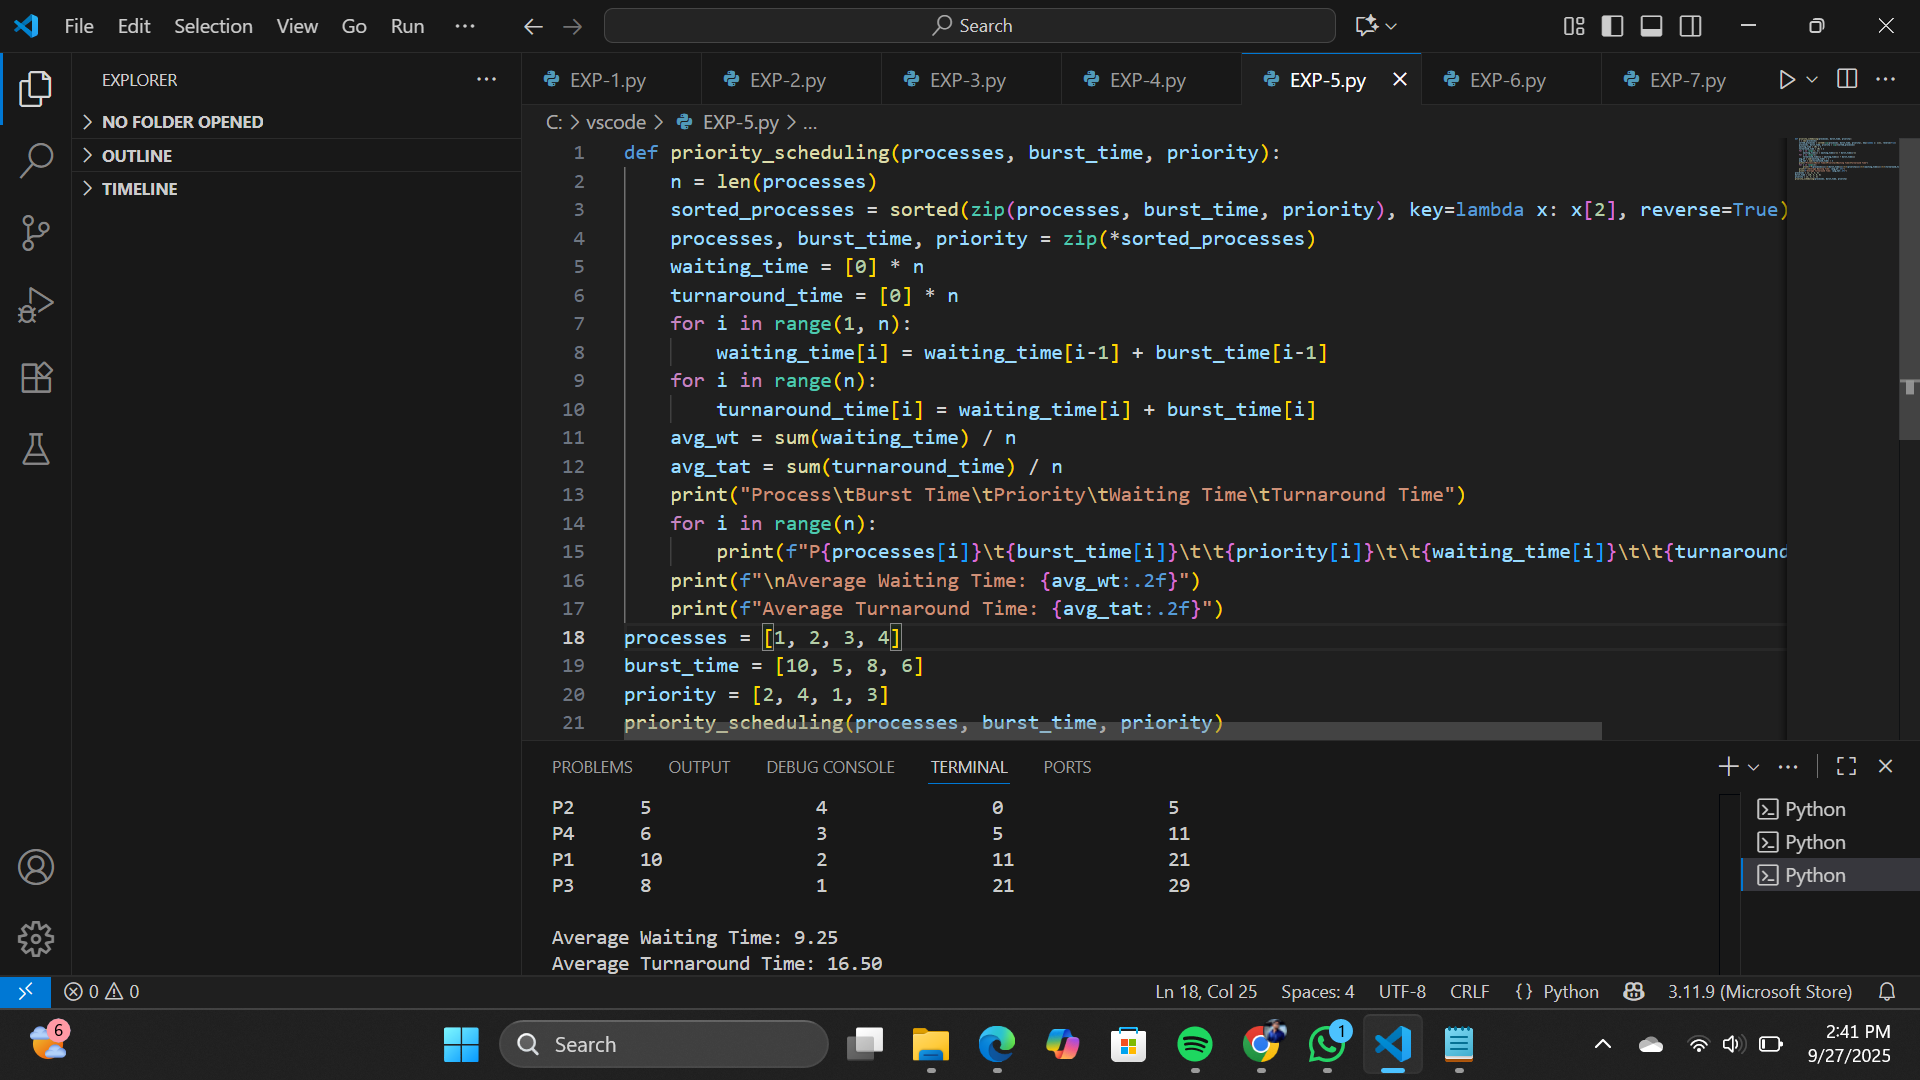 File Edit Selection View Go Run ...
Search
EXPLORER
NO FOLDER OPENED
OUTLINE
TIMELINE
EXP-1.py EXP-2.py EXP-3.py EXP-4.py EXP-5.py EXP-6.py EXP-7.py
C: > vscode > EXP-5.py > ...
1 def priority_scheduling(processes, burst_time, priority):
2 n = len(processes)
3 sorted_processes = sorted(zip(processes, burst_time, priority), key=lambda x: x[2], reverse=True)
4 processes, burst_time, priority = zip(*sorted_processes)
5 waiting_time = [0] * n
6 turnaround_time = [0] * n
7 for i in range(1, n):
8 waiting_time[i] = waiting_time[i-1] + burst_time[i-1]
9 for i in range(n):
10 turnaround_time[i] = waiting_time[i] + burst_time[i]
11 avg_wt = sum(waiting_time) / n
12 avg_tat = sum(turnaround_time) / n
13 print("Process\tBurst Time\tPriority\tWaiting Time\tTurnaround Time")
14 for i in range(n):
15 print(f"P{processes[i]}\t{burst_time[i]}\t\t{priority[i]}\t\t{waiting_time[i]}\t\t{turnaround
16 print(f"\nAverage Waiting Time: {avg_wt:.2f}")
17 print(f"Average Turnaround Time: {avg_tat:.2f}")
18 processes = [1, 2, 3, 4]
19 burst_time = [10, 5, 8, 6]
20 priority = [2, 4, 1, 3]
21 priority_scheduling(processes, burst_time, priority)
PROBLEMS OUTPUT DEBUG CONSOLE TERMINAL PORTS
P2 5 4 0 5
P4 6 3 5 11
P1 10 2 11 21
P3 8 1 21 29
Average Waiting Time: 9.25
Average Turnaround Time: 16.50
Python
Python
Python
0 0
Ln 18, Col 25 Spaces: 4 UTF-8 CRLF {} Python 3.11.9 (Microsoft Store)
6
Search
1
2:41 PM
9/27/2025